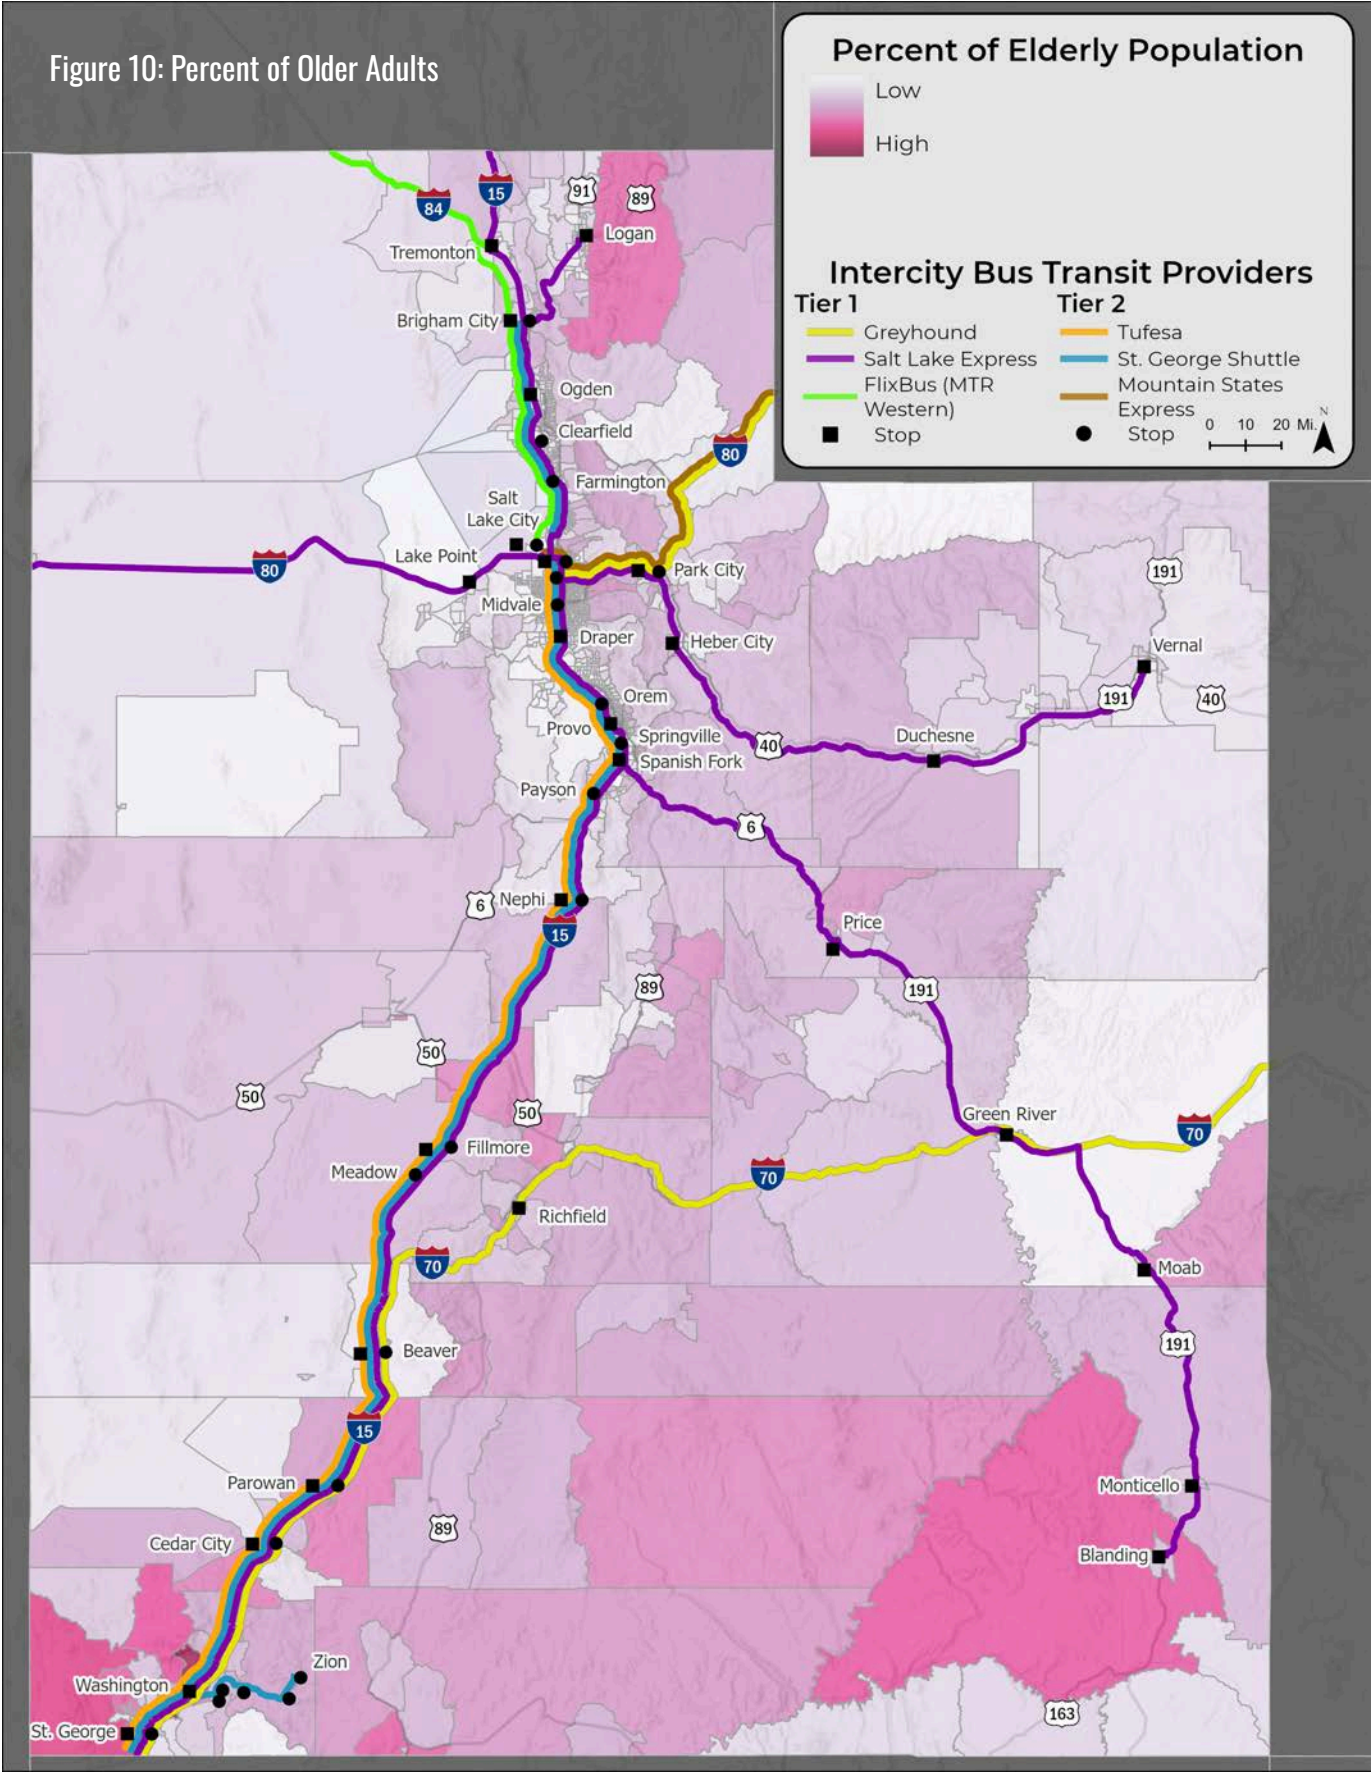 Figure 10: Percent of Older Adults
Percent of Elderly Population
Low
High
Intercity Bus Transit Providers
Tier 1
Tier 2
Greyhound
Tufesa
Salt Lake Express
St. George Shuttle
FlixBus (MTR
Western)
Mountain States
Express
Stop
Stop
0 10 20 Mi.
N
84
15
91
89
Logan
Tremonton
Brigham City
Ogden
Clearfield
80
Farmington
Salt
Lake City
Lake Point
80
Park City
191
Midvale
Draper
Heber City
Vernal
Orem
191
40
Provo
Springville
40
Duchesne
Spanish Fork
Payson
6
6
Nephi
15
Price
89
191
50
50
50
Green River
70
Fillmore
Meadow
70
Richfield
70
Moab
191
Beaver
15
Parowan
Monticello
89
Cedar City
Blanding
Zion
Washington
163
St. George